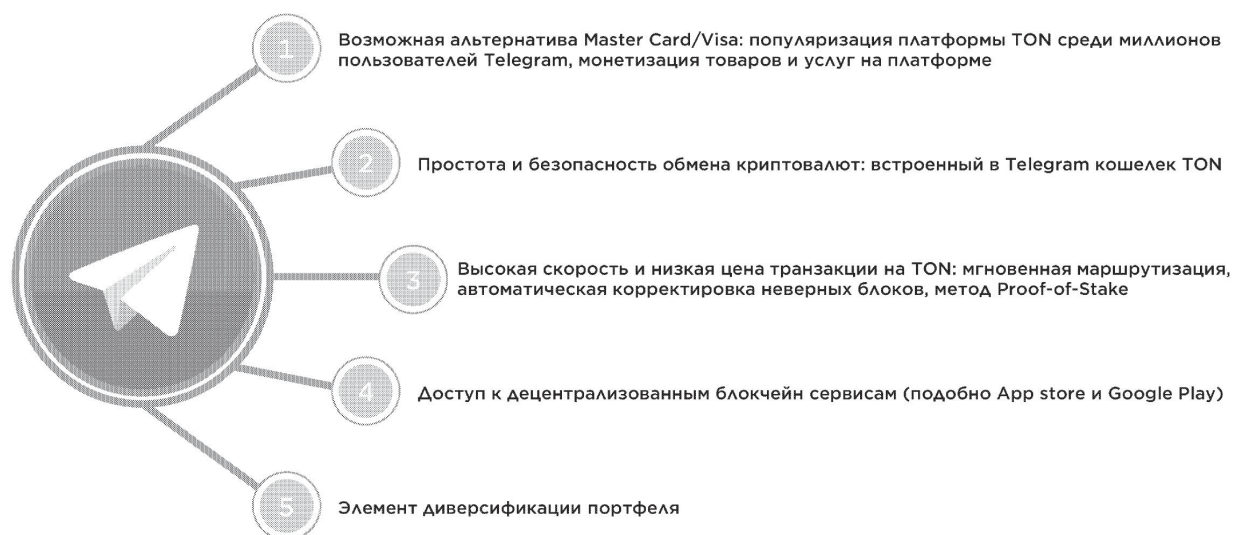 1
Возможная альтернатива Master Card/Visa: популяризация платформы TON среди миллионов
пользователей Telegram, монетизация товаров и услуг на платформе
2
Простота и безопасность обмена криптовалют: встроенный в Telegram кошелек TON
3
Высокая скорость и низкая цена транзакции на TON: мгновенная маршрутизация,
автоматическая корректировка неверных блоков, метод Proof-of-Stake
4
Доступ к децентрализованным блокчейн сервисам (подобно App store и Google Play)
5
Элемент диверсификации портфеля